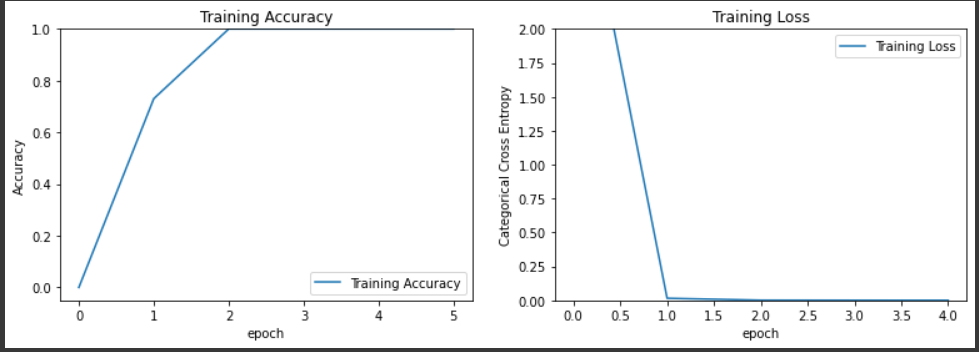 Training Accuracy
1.0
0.8
0.6
0.4
0.2
0.0
Accuracy
Training Accuracy
0 1 2 3 4 5
epoch
Training Loss
2.00
1.75
1.50
1.25
1.00
0.75
0.50
0.25
0.00
Categorical Cross Entropy
Training Loss
0.0 0.5 1.0 1.5 2.0 2.5 3.0 3.5 4.0
epoch